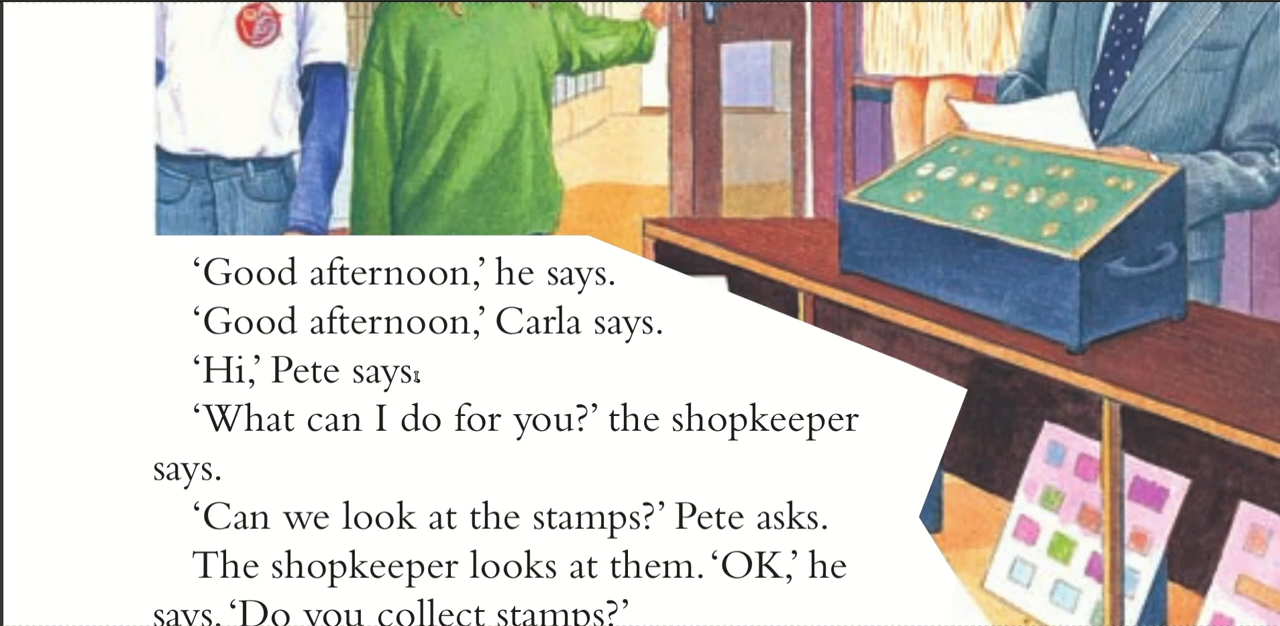 ‘Good afternoon,’ he says.
‘Good afternoon,’ Carla says.
‘Hi,’ Pete says.
‘What can I do for you?’ the shopkeeper
says.
‘Can we look at the stamps?’ Pete asks.
The shopkeeper looks at them. ‘OK,’ he
says. ‘Do you collect stamps?’